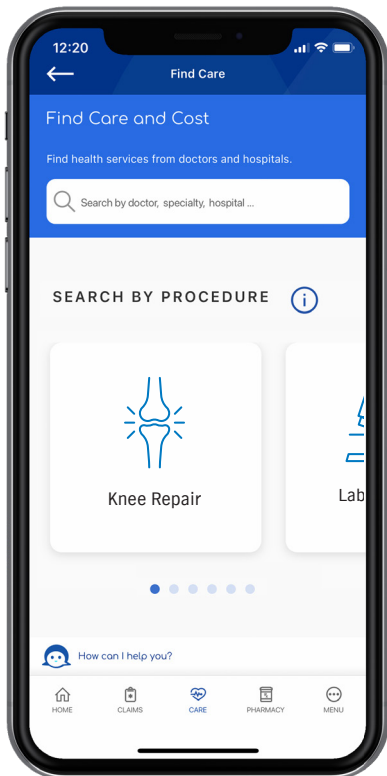 12:20
Find Care
Find Care and Cost
Find health services from doctors and hospitals.
Search by doctor, specialty, hospital ...
SEARCH BY PROCEDURE
i
Knee Repair
Lab
How can I help you?
HOME CLAIMS CARE PHARMACY MENU